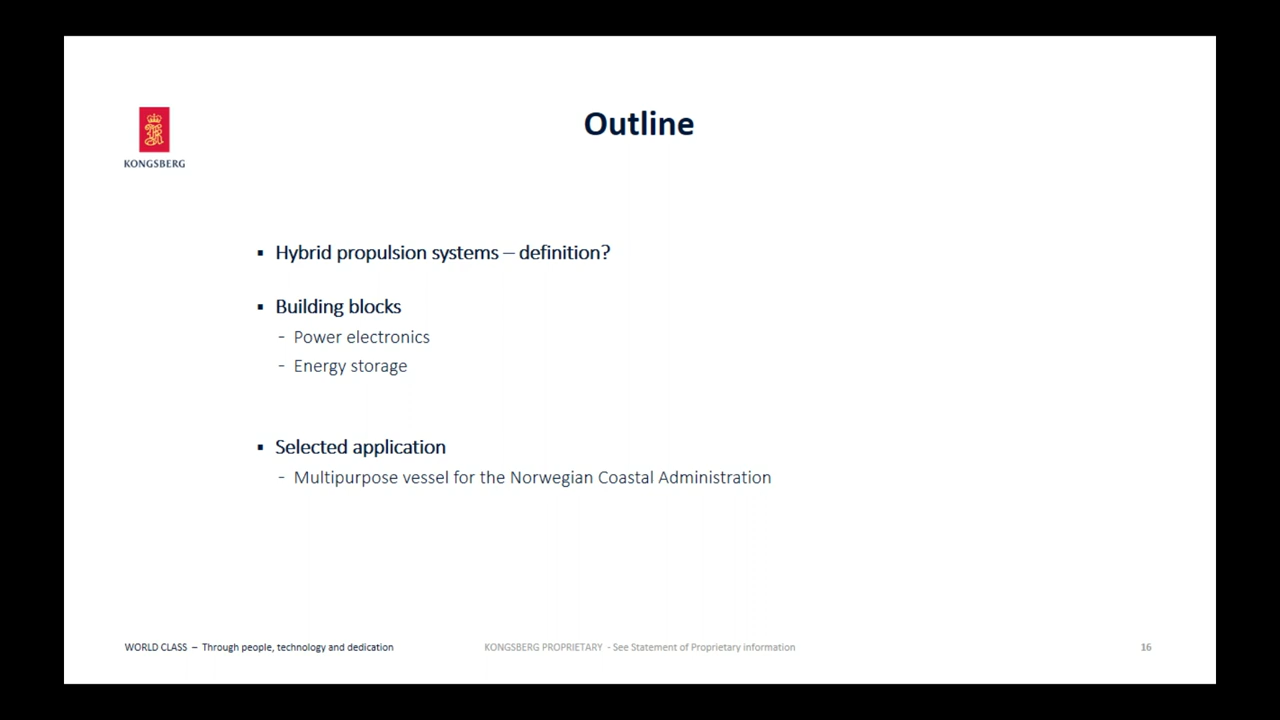 KONGSBERG
Outline
▪ Hybrid propulsion systems – definition?
▪ Building blocks
- Power electronics
- Energy storage
▪ Selected application
- Multipurpose vessel for the Norwegian Coastal Administration
WORLD CLASS – Through people, technology and dedication
KONGSBERG PROPRIETARY - See Statement of Proprietary information
16